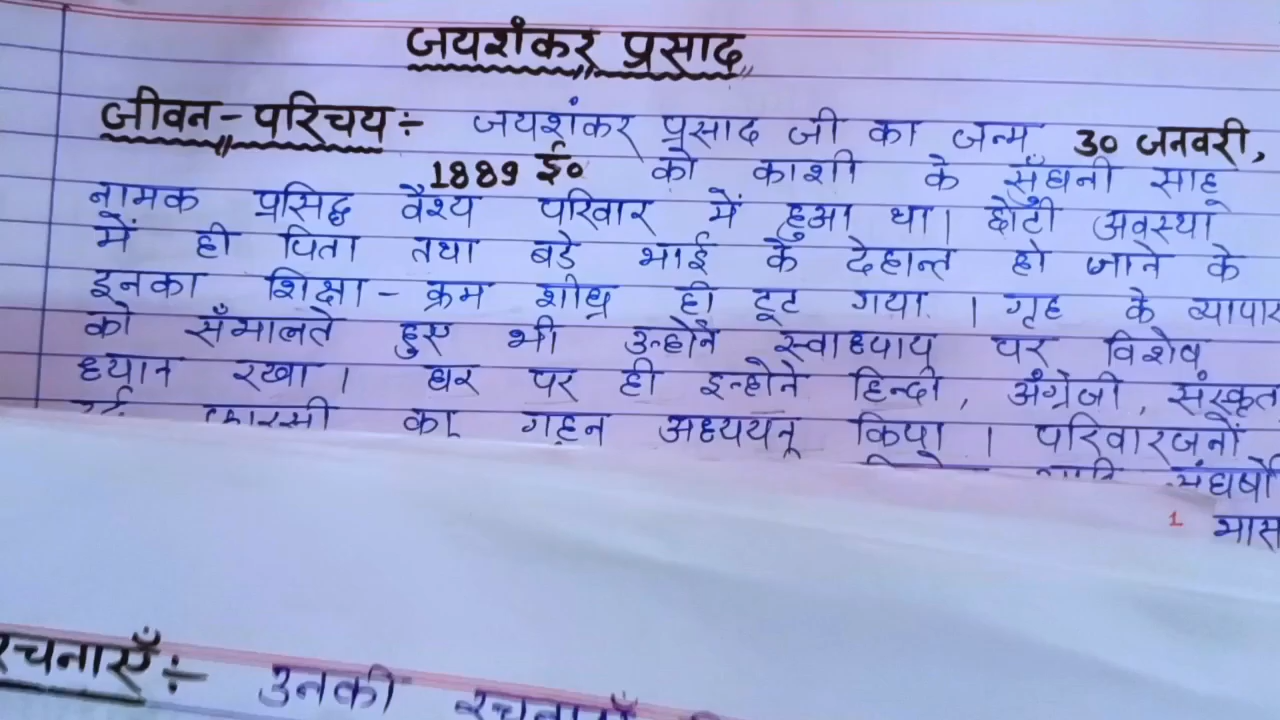 जयशंकर प्रसाद
जीवन-परिचय ÷ जयशंकर प्रसाद जी का जन्म 30 जनवरी,
1889 ई० को काशी के सुँघनी साहू
नामक प्रसिद्ध वैश्य परिवार में हुआ था। छोटी अवस्था
में ही पिता तथा बडे भाई के देहान्त हो जाने के
इनका शिक्षा-क्रम शीघ्र ही टूट गया । गृह के व्यापार
को सँभालते हुए भी उन्होने स्वाध्याय पर विशेष
ध्यान रखा। घर पर ही इन्होने हिन्दी, अंग्रेजी, संस्कृत
का गहन अध्ययन किया । परिवारजनों
संघर्षो
1
रचनाएँ ÷ उनकी रचनाएँ